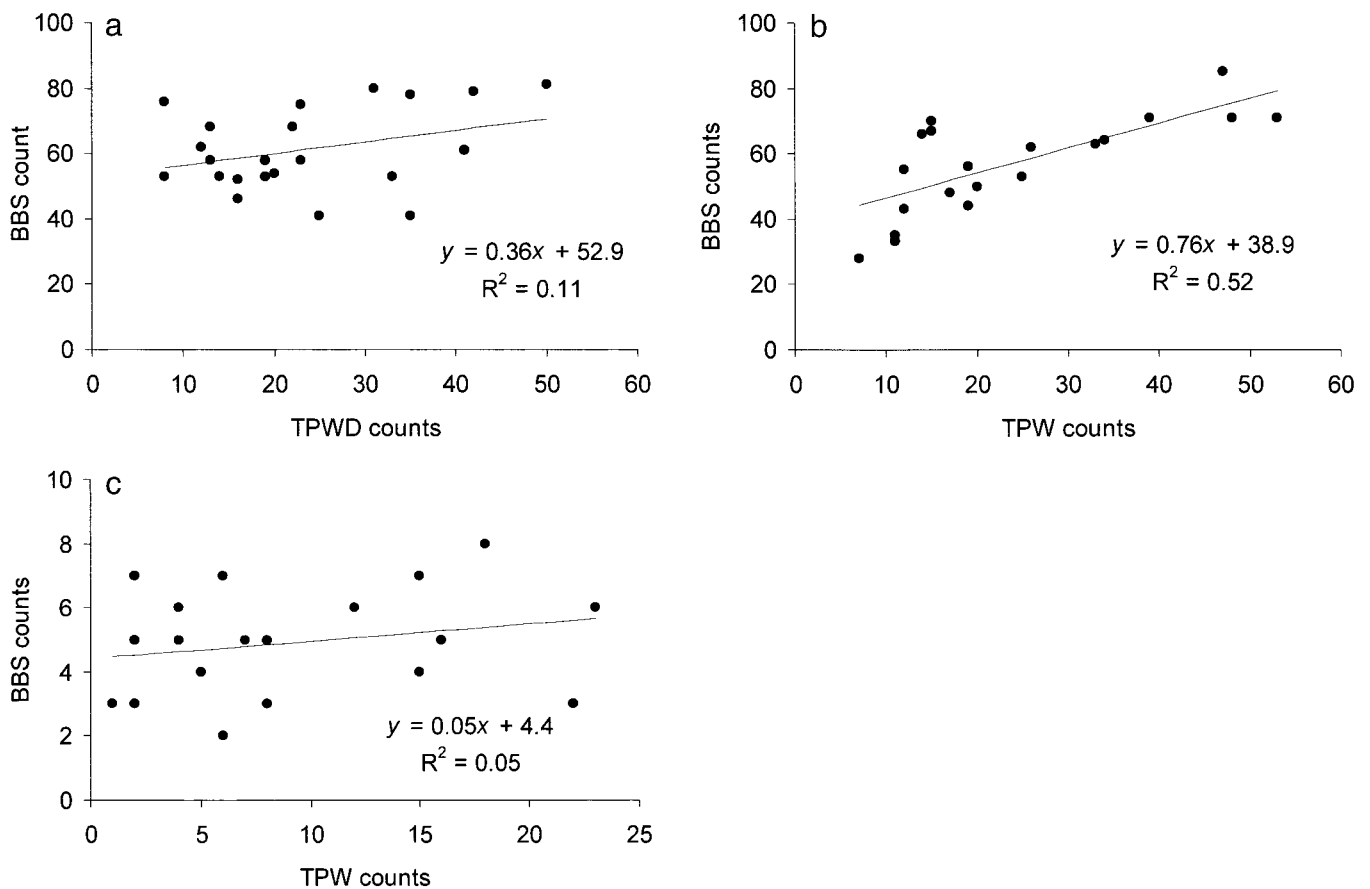 a
100
80
60
40
20
0
BBS count
y = 0.36x + 52.9
R² = 0.11
0 10 20 30 40 50 60
TPWD counts
b
100
80
60
40
20
0
BBS counts
y = 0.76x + 38.9
R² = 0.52
0 10 20 30 40 50 60
TPW counts
c
10
8
6
4
2
0
BBS counts
y = 0.05x + 4.4
R² = 0.05
0 5 10 15 20 25
TPW counts